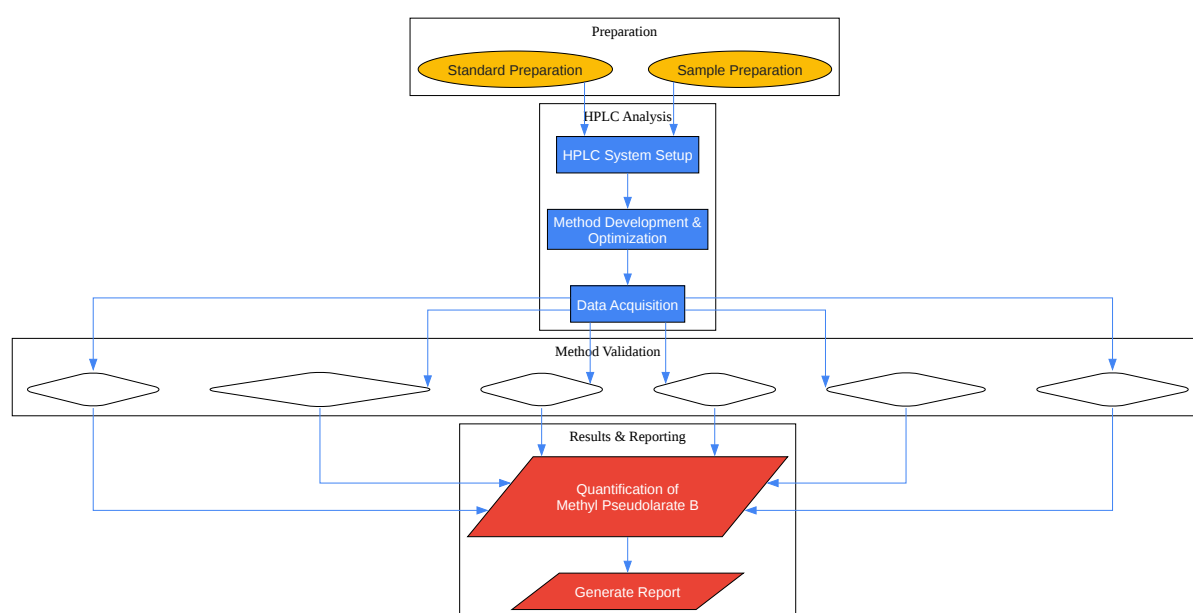 Preparation
Standard Preparation
Sample Preparation
HPLC Analysis
HPLC System Setup
Method Development &
Optimization
Data Acquisition
Method Validation
Results & Reporting
Quantification of
Methyl Pseudolarate B
Generate Report